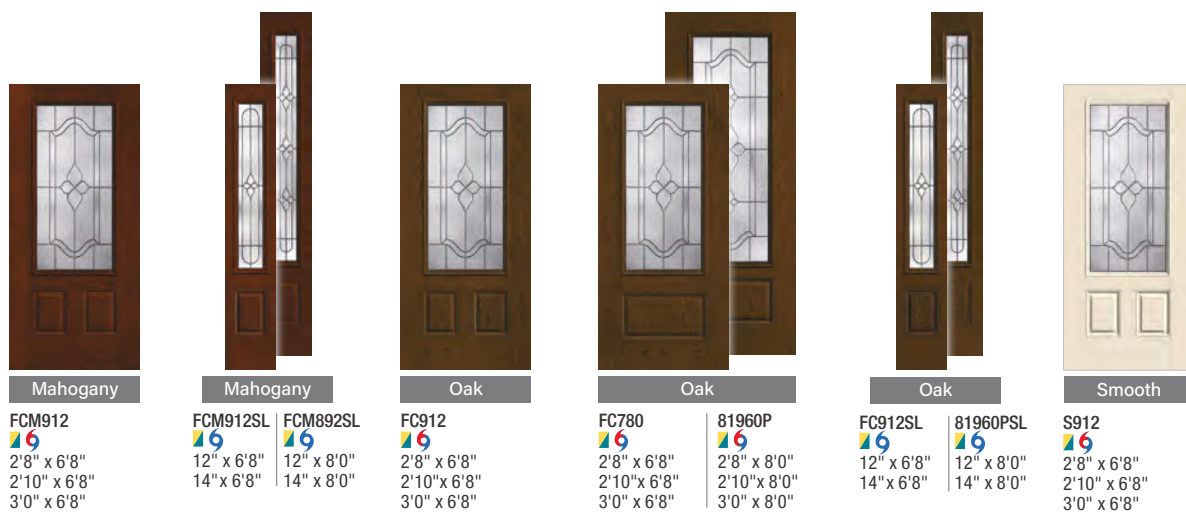 Mahogany
FCM912
2'8" x 6'8"
2'10" x 6'8"
3'0" x 6'8"
Mahogany
FCM912SL
12" x 6'8"
14"x 6'8"
FCM892SL
12" x 8'0"
14" x 8'0"
Oak
FC912
2'8" x 6'8"
2'10"x 6'8"
3'0" x 6'8"
Oak
FC780
2'8" x 6'8"
2'10"x 6'8"
3'0" x 6'8"
81960P
2'8" x 8'0"
2'10"x 8'0"
3'0" x 8'0"
Oak
FC912SL
12" x 6'8"
14"x 6'8"
81960PSL
12" x 8'0"
14" x 8'0"
Smooth
S912
2'8" x 6'8"
2'10" x 6'8"
3'0" x 6'8"